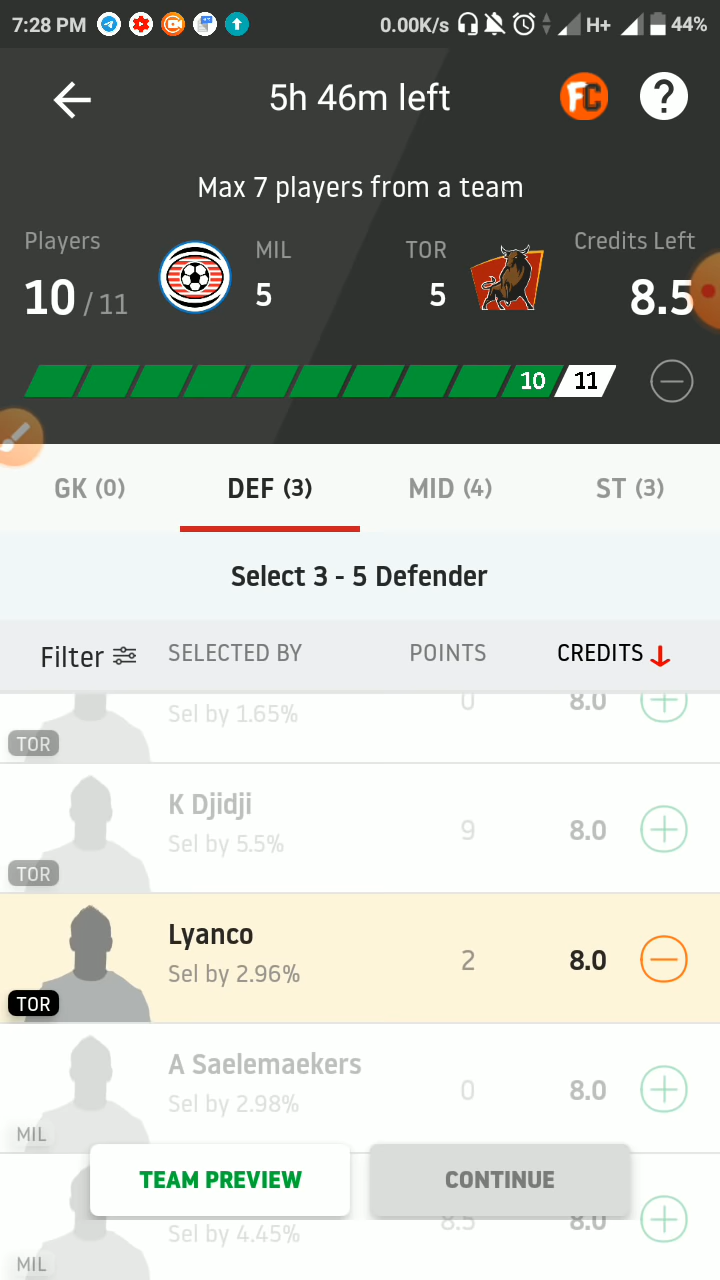 7:28 PM 0.00K/s H+ 44%
5h 46m left FC ?
Max 7 players from a team
Players MIL TOR Credits Left
10 / 11 5 5 8.5
10 11
GK (0) DEF (3) MID (4) ST (3)
Select 3 - 5 Defender
Filter SELECTED BY POINTS CREDITS
Sel by 1.65% 0 8.0
TOR
K Djidji
Sel by 5.5% 9 8.0
TOR
Lyanco
Sel by 2.96% 2 8.0
TOR
A Saelemaekers
Sel by 2.98% 0 8.0
MIL
TEAM PREVIEW CONTINUE
Sel by 4.45% 8.5 8.0
MIL